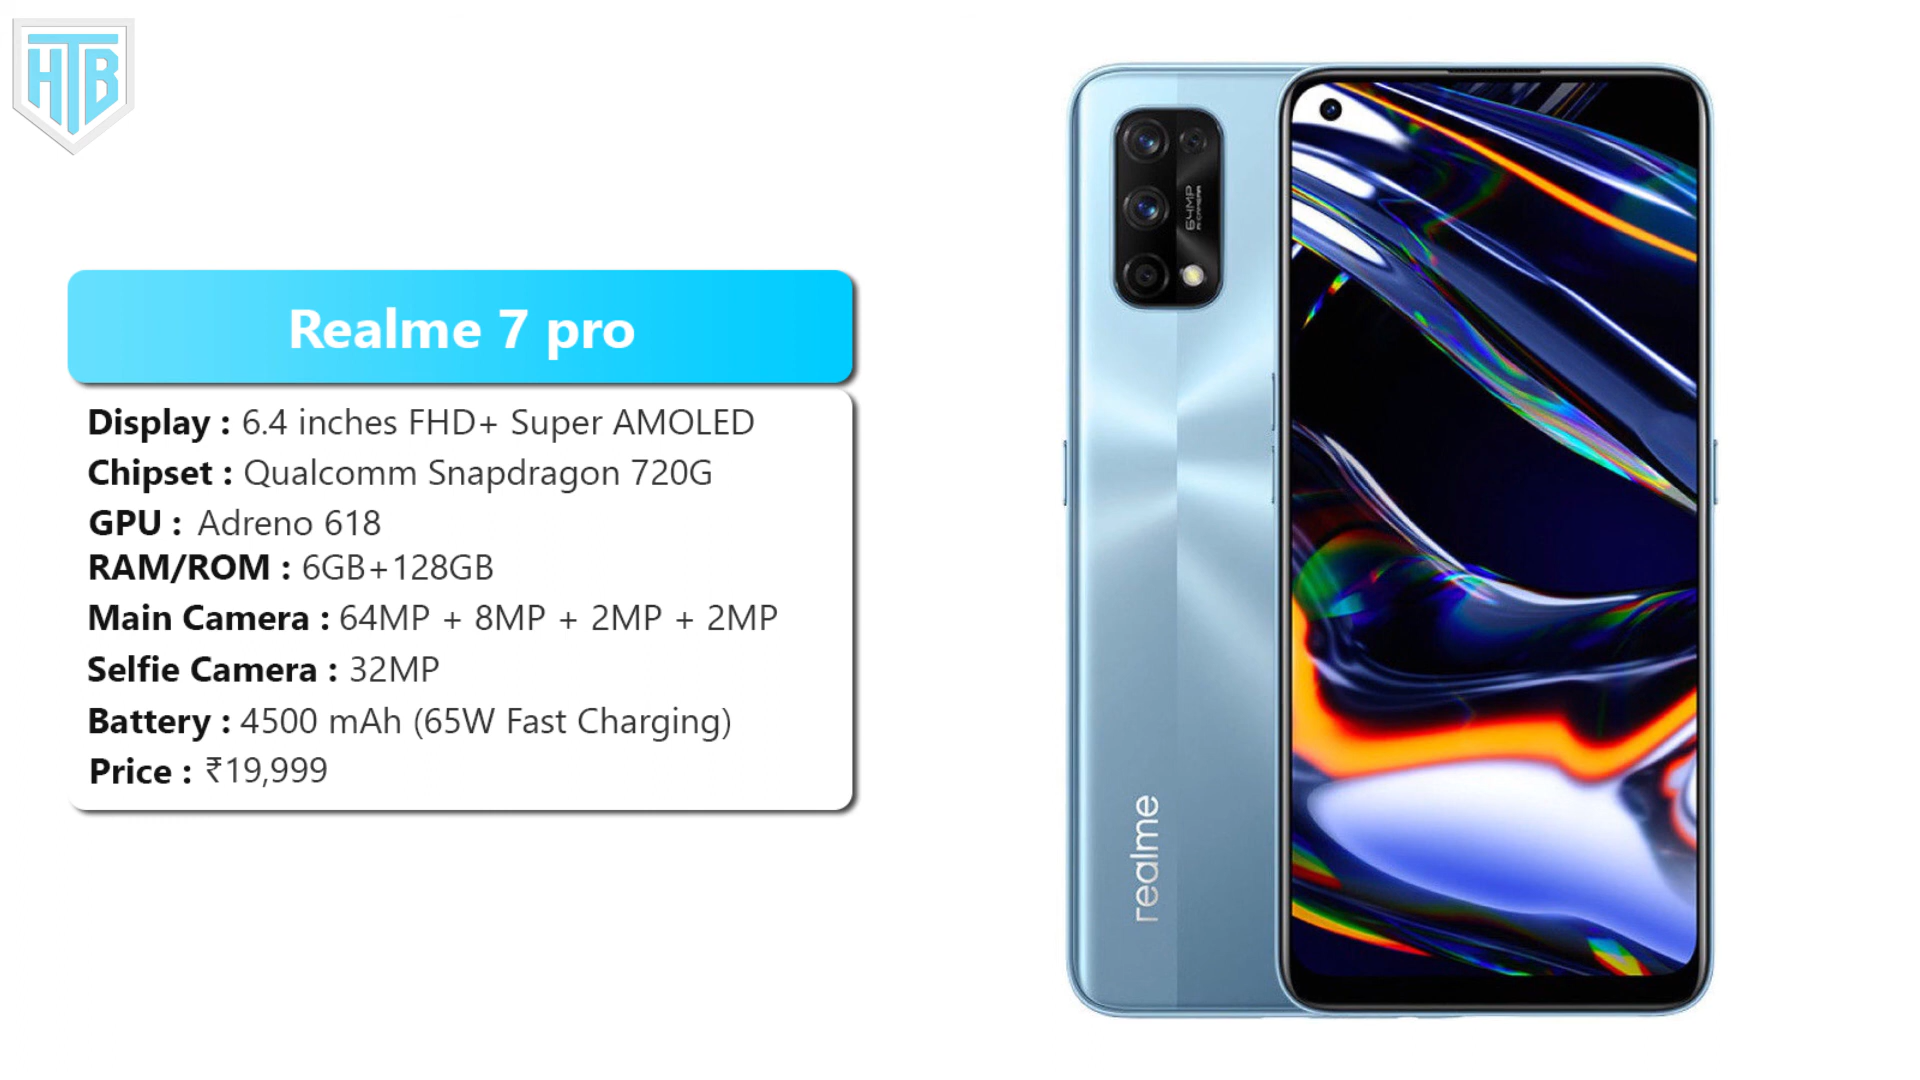 HTB
Realme 7 pro
Display : 6.4 inches FHD+ Super AMOLED
Chipset : Qualcomm Snapdragon 720G
GPU : Adreno 618
RAM/ROM : 6GB+128GB
Main Camera : 64MP + 8MP + 2MP + 2MP
Selfie Camera : 32MP
Battery : 4500 mAh (65W Fast Charging)
Price : ₹19,999
64MP
AI CAMERA
realme